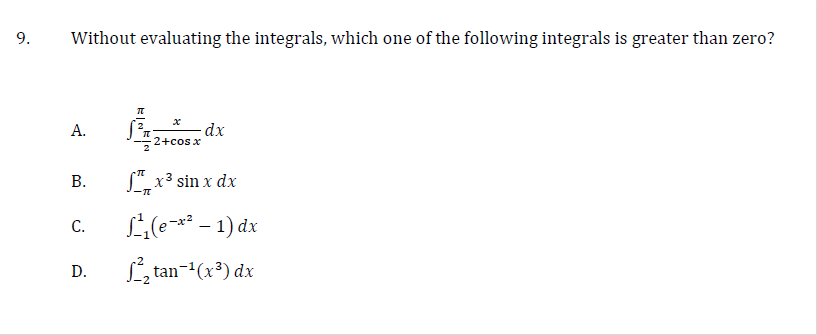 9. Without evaluating the integrals, which one of the following integrals is greater than zero?
A. $\int_{-\frac{\pi}{2}}^{\frac{\pi}{2}} \frac{x}{2+\cos x} dx$
B. $\int_{-\pi}^{\pi} x^3 \sin x \, dx$
C. $\int_{-1}^{1} (e^{-x^2} - 1) \, dx$
D. $\int_{-2}^{2} \tan^{-1}(x^3) \, dx$